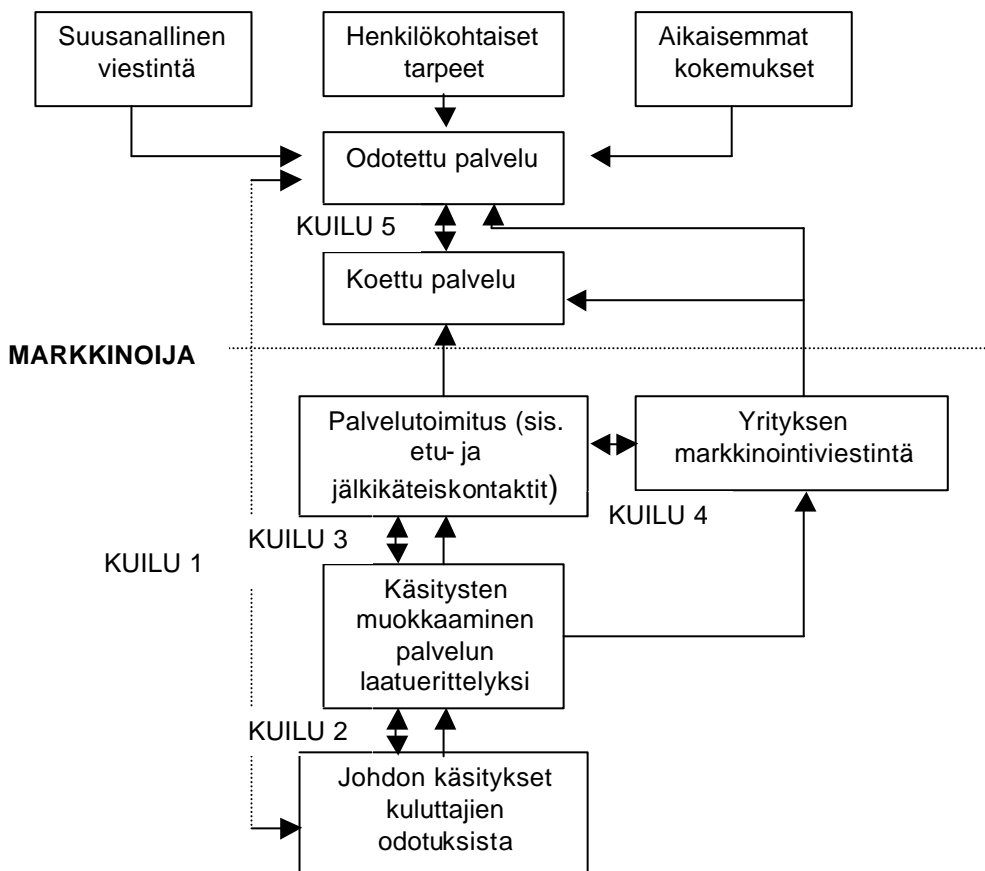 Suusanallinen
viestintä
Henkilökohtaiset
tarpeet
Aikaisemmat
kokemukset
Odotettu palvelu
KUILU 5
Koettu palvelu
MARKKINOIJA
Palvelutoimitus (sis.
etu- ja
jälkikäteiskontaktit)
Yrityksen
markkinointiviestintä
KUILU 4
KUILU 3
KUILU 1
Käsitysten
muokkaaminen
palvelun
laatuerittelyksi
KUILU 2
Johdon käsitykset
kuluttajien
odotuksista